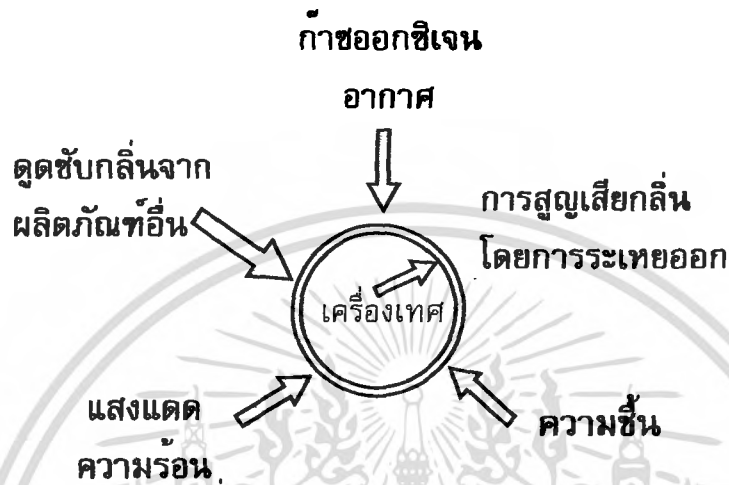 ก๊าซออกซิเจน
อากาศ
ดูดซับกลิ่นจาก
ผลิตภัณฑ์อื่น
การสูญเสียกลิ่น
โดยการระเหยออก
เครื่องเทศ
แสงแดด
ความร้อน
ความชื้น